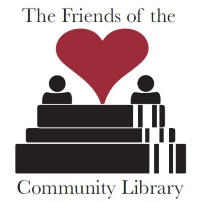 The Friends of the
Community Library